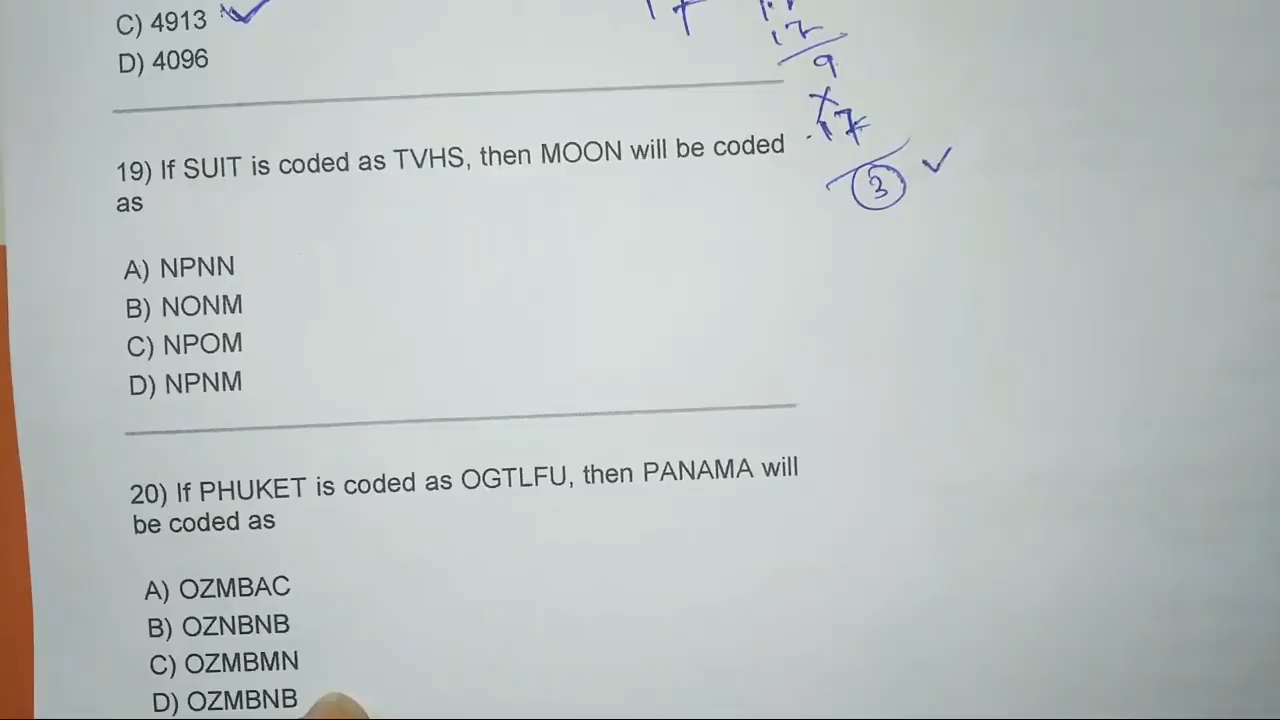 C) 4913
D) 4096
17
9
17
3
19) If SUIT is coded as TVHS, then MOON will be coded
as
A) NPNN
B) NONM
C) NPOM
D) NPNM
20) If PHUKET is coded as OGTLFU, then PANAMA will
be coded as
A) OZMBAC
B) OZNBNB
C) OZMBMN
D) OZMBNB